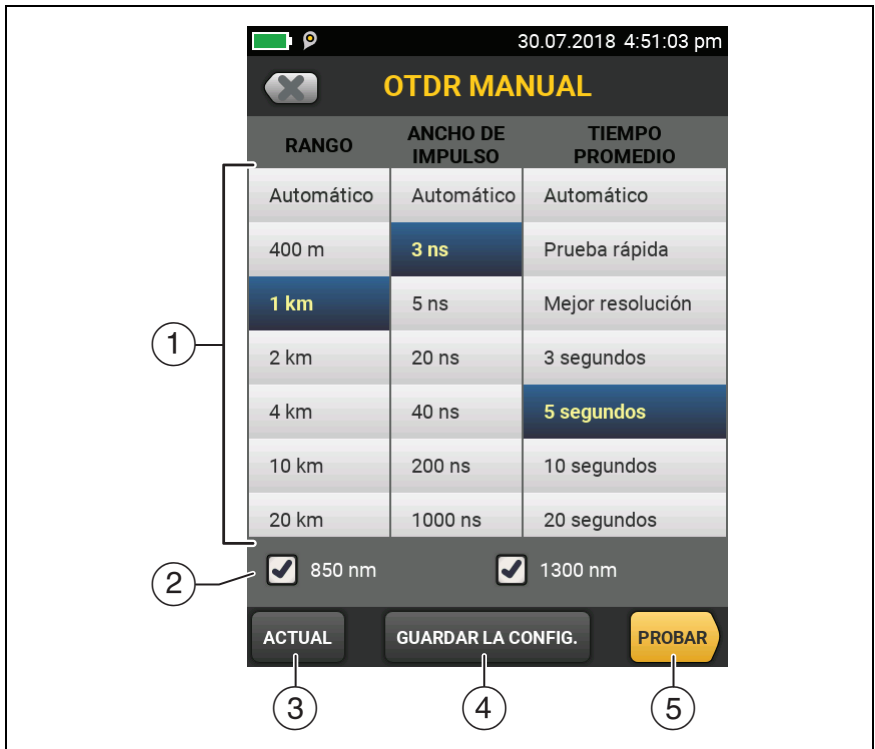 30.07.2018 4:51:03 pm
OTDR MANUAL
RANGO
ANCHO DE
IMPULSO
TIEMPO
PROMEDIO
Automático Automático Automático
400 m 3 ns Prueba rápida
1 km 5 ns Mejor resolución
2 km 20 ns 3 segundos
4 km 40 ns 5 segundos
10 km 200 ns 10 segundos
20 km 1000 ns 20 segundos
1
2
850 nm 1300 nm
ACTUAL GUARDAR LA CONFIG. PROBAR
3 4 5